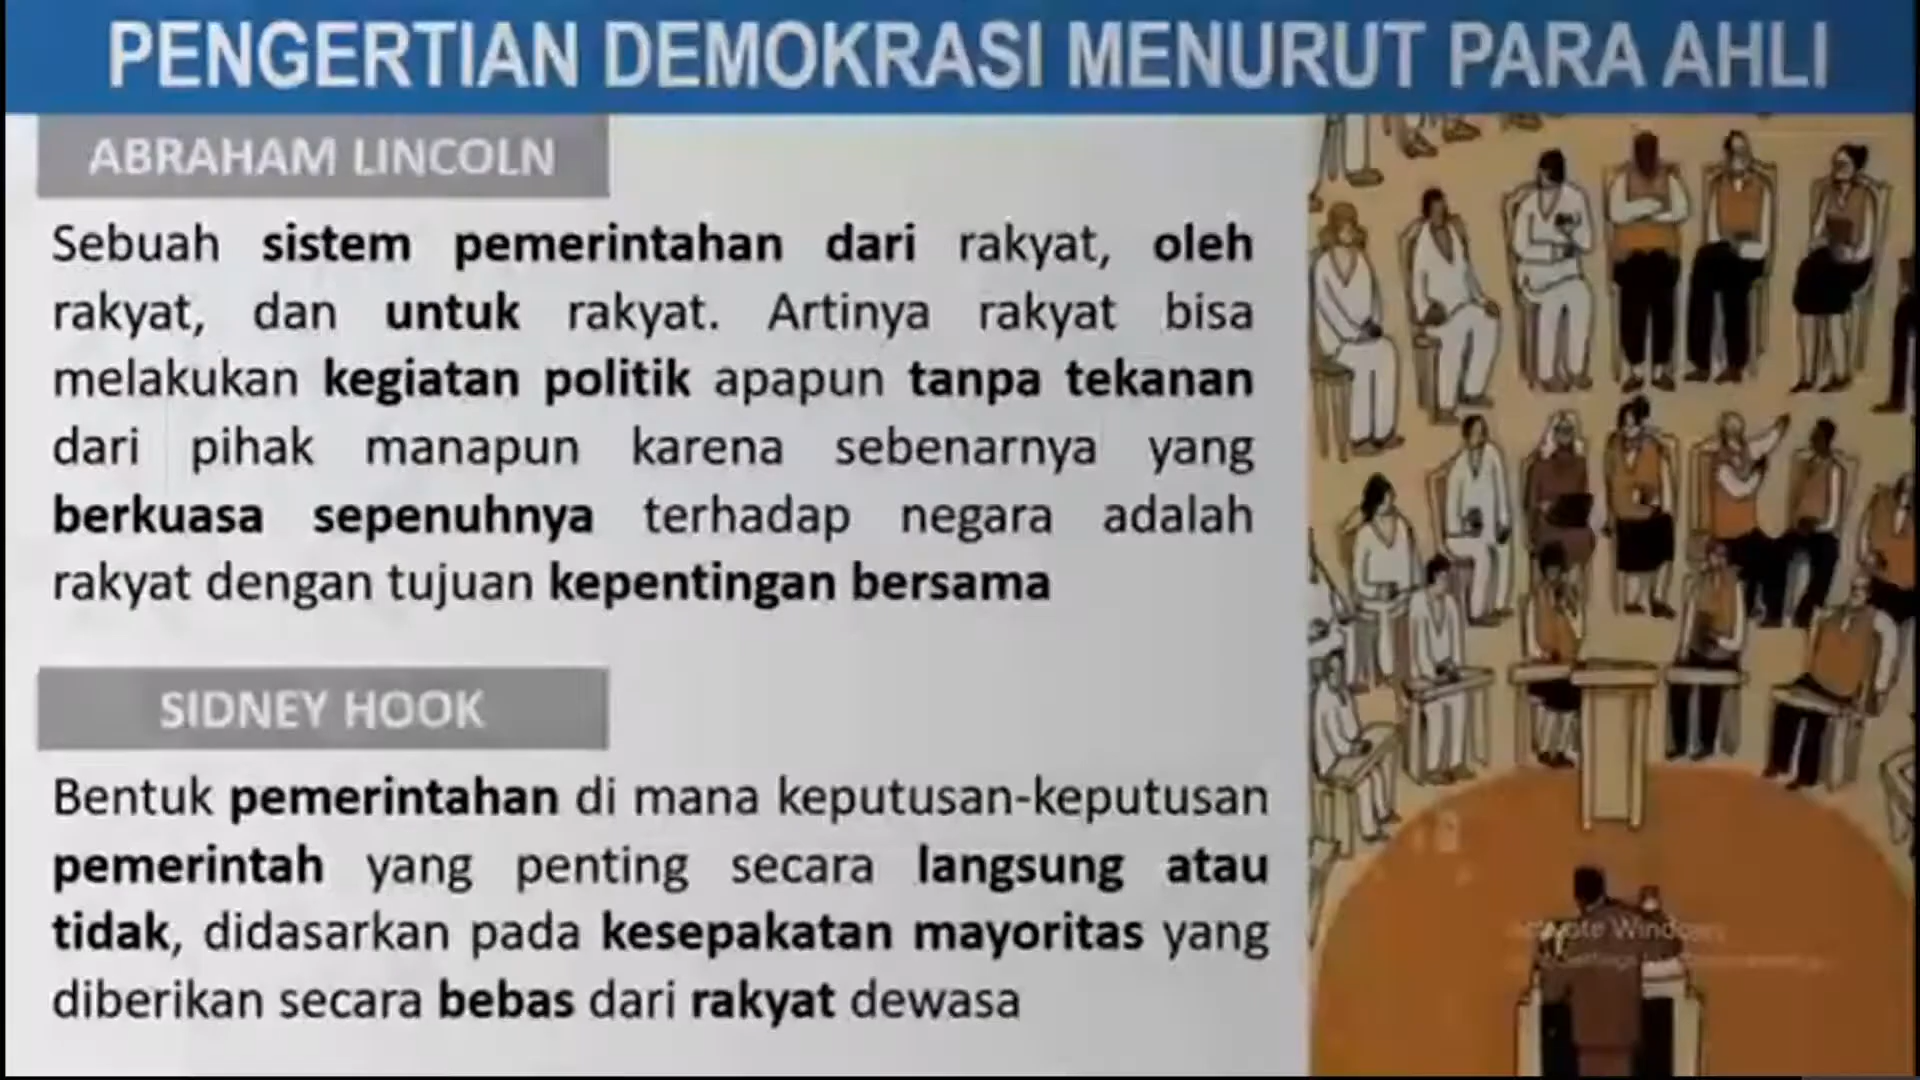 PENGERTIAN DEMOKRASI MENURUT PARA AHLI
ABRAHAM LINCOLN
Sebuah sistem pemerintahan dari rakyat, oleh
rakyat, dan untuk rakyat. Artinya rakyat bisa
melakukan kegiatan politik apapun tanpa tekanan
dari pihak manapun karena sebenarnya yang
berkuasa sepenuhnya terhadap negara adalah
rakyat dengan tujuan kepentingan bersama
SIDNEY HOOK
Bentuk pemerintahan di mana keputusan-keputusan
pemerintah yang penting secara langsung atau
tidak, didasarkan pada kesepakatan mayoritas yang
diberikan secara bebas dari rakyat dewasa
Activate Windows